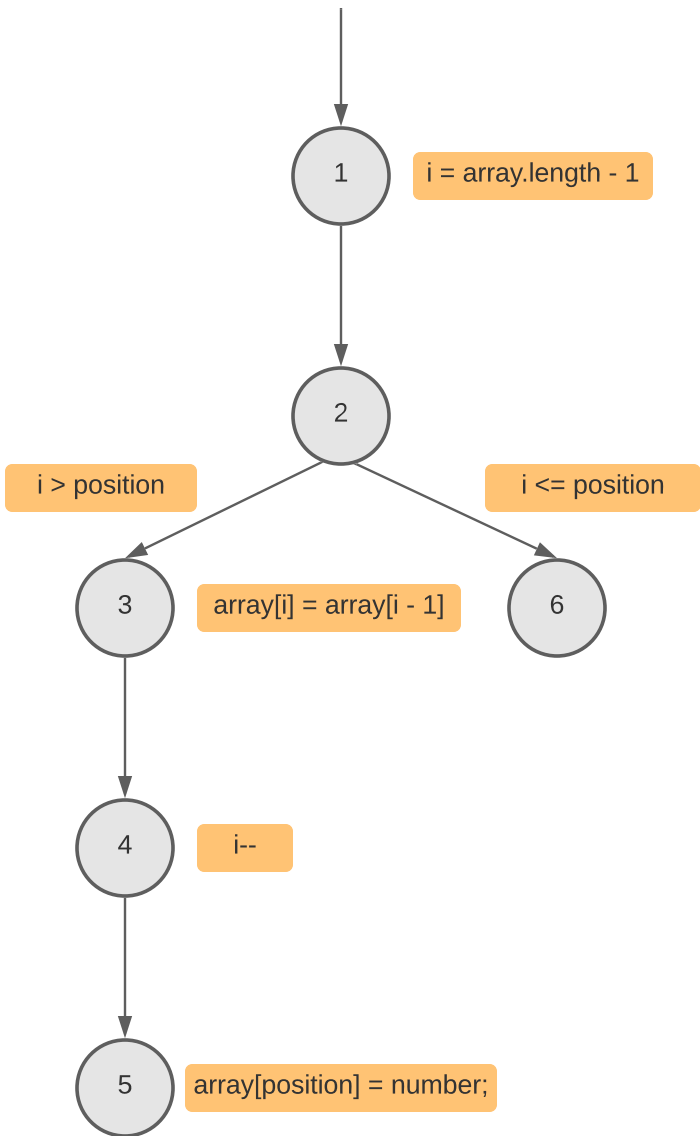 1
i = array.length - 1
2
i > position
i <= position
3
array[i] = array[i - 1]
6
4
i--
5
array[position] = number;